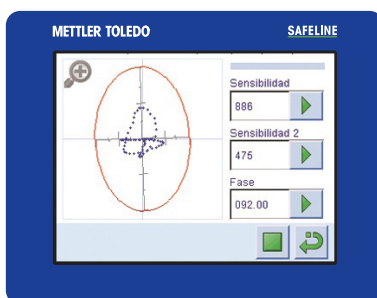 METTLER TOLEDO
SAFELINE
Sensibilidad
886
Sensibilidad 2
475
Fase
092.00